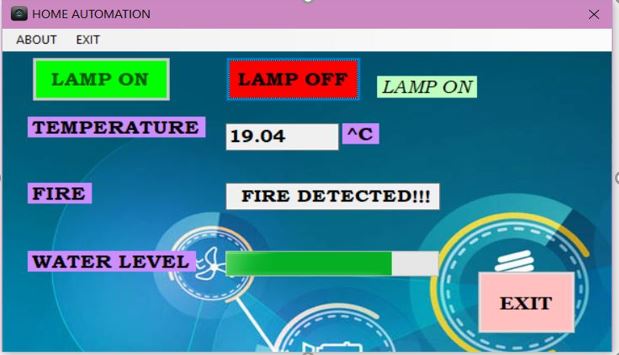 HOME AUTOMATION
ABOUT EXIT
LAMP ON LAMP OFF LAMP ON
TEMPERATURE 19.04 ^C
FIRE FIRE DETECTED!!!
WATER LEVEL
EXIT